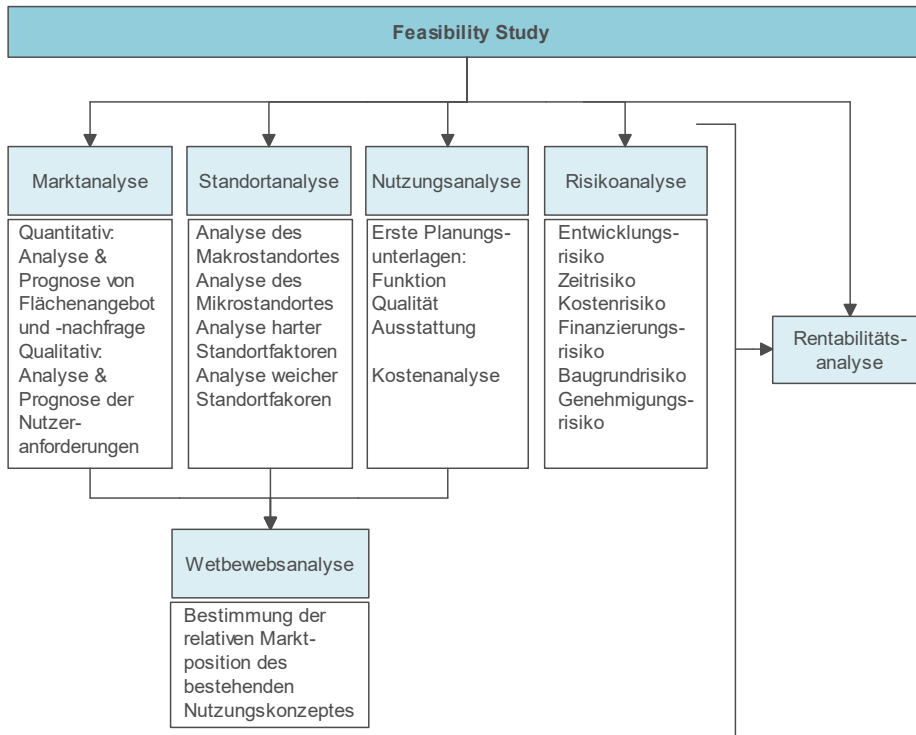 Feasibility Study
Marktanalyse
Quantitativ:
Analyse &
Prognose von
Flächenangebot
und -nachfrage
Qualitativ:
Analyse &
Prognose der
Nutzer-
anforderungen
Standortanalyse
Analyse des
Makrostandortes
Analyse des
Mikrostandortes
Analyse harter
Standortfaktoren
Analyse weicher
Standortfakoren
Nutzungsanalyse
Erste Planungs-
unterlagen:
Funktion
Qualität
Ausstattung
Kostenanalyse
Risikoanalyse
Entwicklungs-
risiko
Zeitrisiko
Kostenrisiko
Finanzierungs-
risiko
Baugrundrisiko
Genehmigungs-
risiko
Rentabilitäts-
analyse
Wetbewebsanalyse
Bestimmung der
relativen Markt-
position des
bestehenden
Nutzungskonzeptes